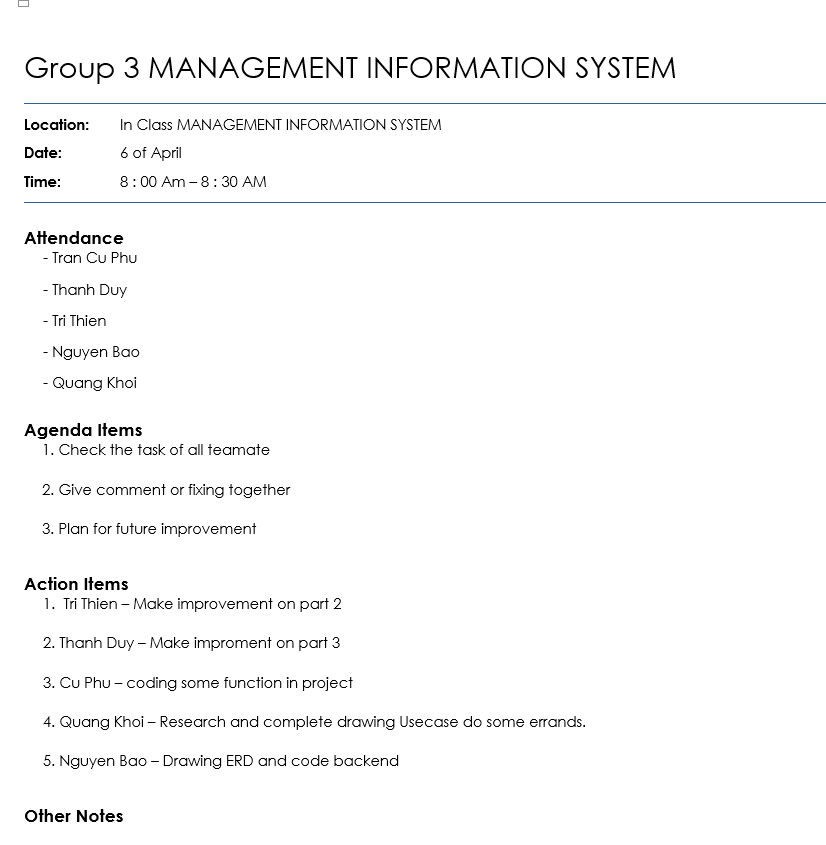 Group 3 MANAGEMENT INFORMATION SYSTEM
Location: In Class MANAGEMENT INFORMATION SYSTEM
Date: 6 of April
Time: 8 : 00 Am – 8 : 30 AM
Attendance
- Tran Cu Phu
- Thanh Duy
- Tri Thien
- Nguyen Bao
- Quang Khoi
Agenda Items
1. Check the task of all teamate
2. Give comment or fixing together
3. Plan for future improvement
Action Items
1. Tri Thien – Make improvement on part 2
2. Thanh Duy – Make improment on part 3
3. Cu Phu – coding some function in project
4. Quang Khoi – Research and complete drawing Usecase do some errands.
5. Nguyen Bao – Drawing ERD and code backend
Other Notes